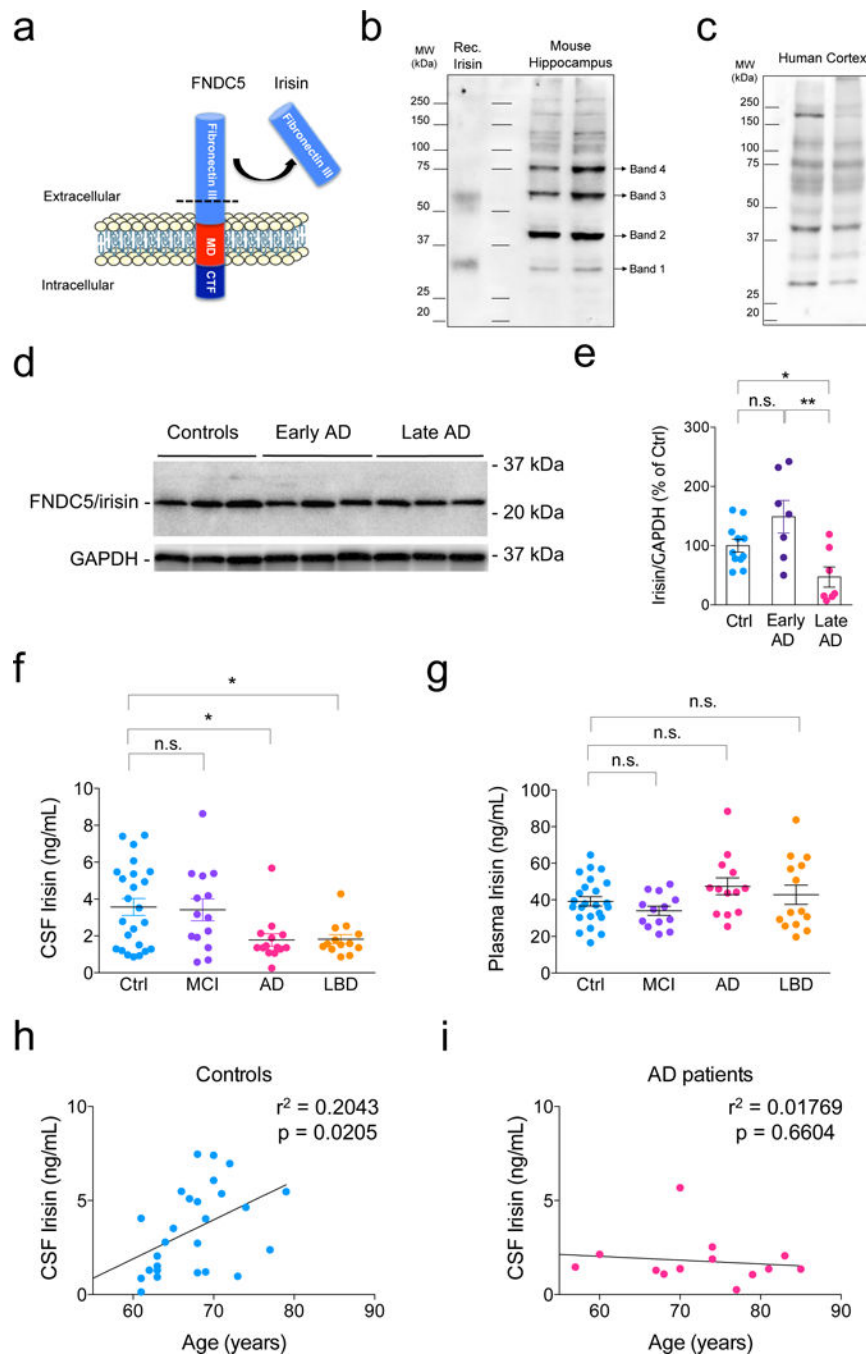 a
FNDC5 Irisin
Fibronectin III
Fibronectin III
Extracellular
MD
CTF
Intracellular
b
MW
(kDa)
Rec.
Irisin
Mouse
Hippocampus
250
150
100
75
50
37
25
20
Band 4
Band 3
Band 2
Band 1
c
Human Cortex
MW
(kDa)
250
150
100
75
50
37
25
20
d
Controls Early AD Late AD
FNDC5/irisin -
- 37 kDa
- 20 kDa
GAPDH -
- 37 kDa
e
*
n.s. **
Irisin/GAPDH (% of Ctrl)
300
200
100
0
Ctrl Early AD Late AD
f
*
*
n.s.
CSF Irisin (ng/mL)
10
8
6
4
2
0
Ctrl MCI AD LBD
g
n.s.
n.s.
n.s.
Plasma Irisin (ng/mL)
100
80
60
40
20
0
Ctrl MCI AD LBD
h
Controls
r² = 0.2043
p = 0.0205
CSF Irisin (ng/mL)
10
5
0
60 70 80 90
Age (years)
i
AD patients
r² = 0.01769
p = 0.6604
CSF Irisin (ng/mL)
10
5
0
60 70 80 90
Age (years)